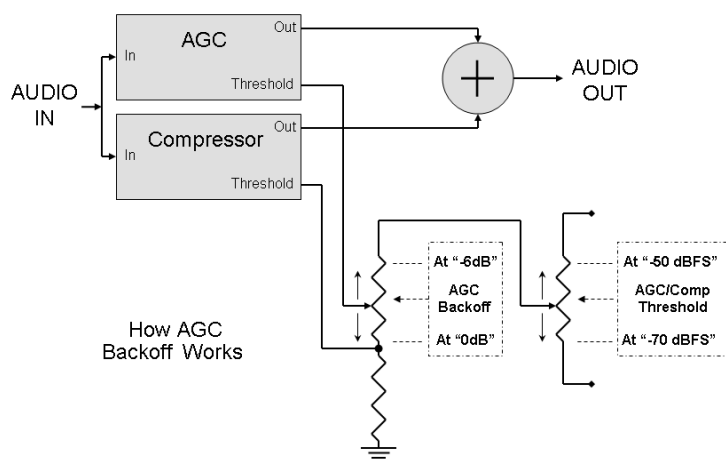 AGC
Out
In
Threshold
AUDIO
IN
AUDIO
OUT
Compressor
Out
In
Threshold
At “-6dB”
AGC
Backoff
At “0dB”
At “-50 dBFS”
AGC/Comp
Threshold
At “-70 dBFS”
How AGC
Backoff Works